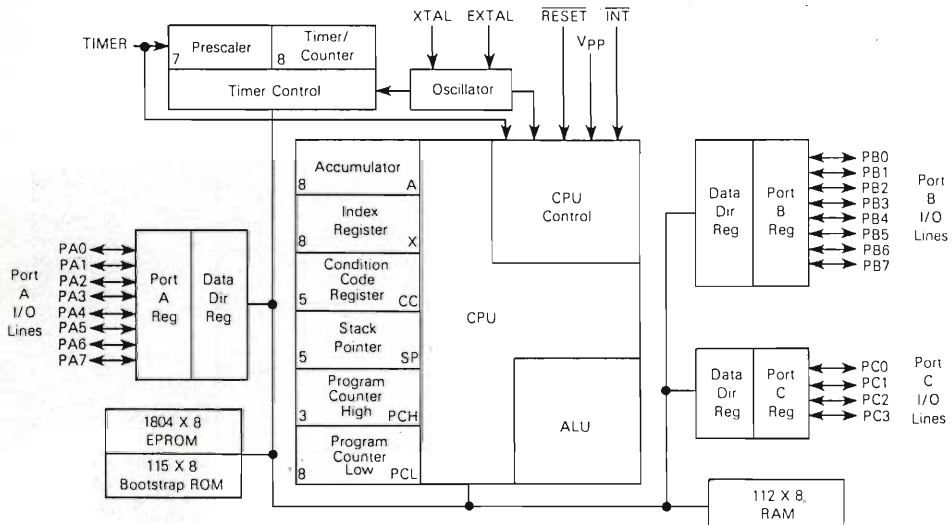 XTAL EXTAL RESET INT
VPP
TIMER
Prescaler
7
Timer/
Counter
8
Timer Control
Oscillator
Accumulator
8 A
Index
Register
8 X
Condition
Code
Register
5 CC
Stack
Pointer
5 SP
Program
Counter
High
3 PCH
Program
Counter
Low
8 PCL
CPU
CPU
Control
ALU
Port
A
I/O
Lines
PA0
PA1
PA2
PA3
PA4
PA5
PA6
PA7
Port
A
Reg
Data
Dir
Reg
1804 X 8
EPROM
115 X 8
Bootstrap ROM
Data
Dir
Reg
Port
B
Reg
PB0
PB1
PB2
PB3
PB4
PB5
PB6
PB7
Port
B
I/O
Lines
Data
Dir
Reg
Port
C
Reg
PC0
PC1
PC2
PC3
Port
C
I/O
Lines
112 X 8
RAM